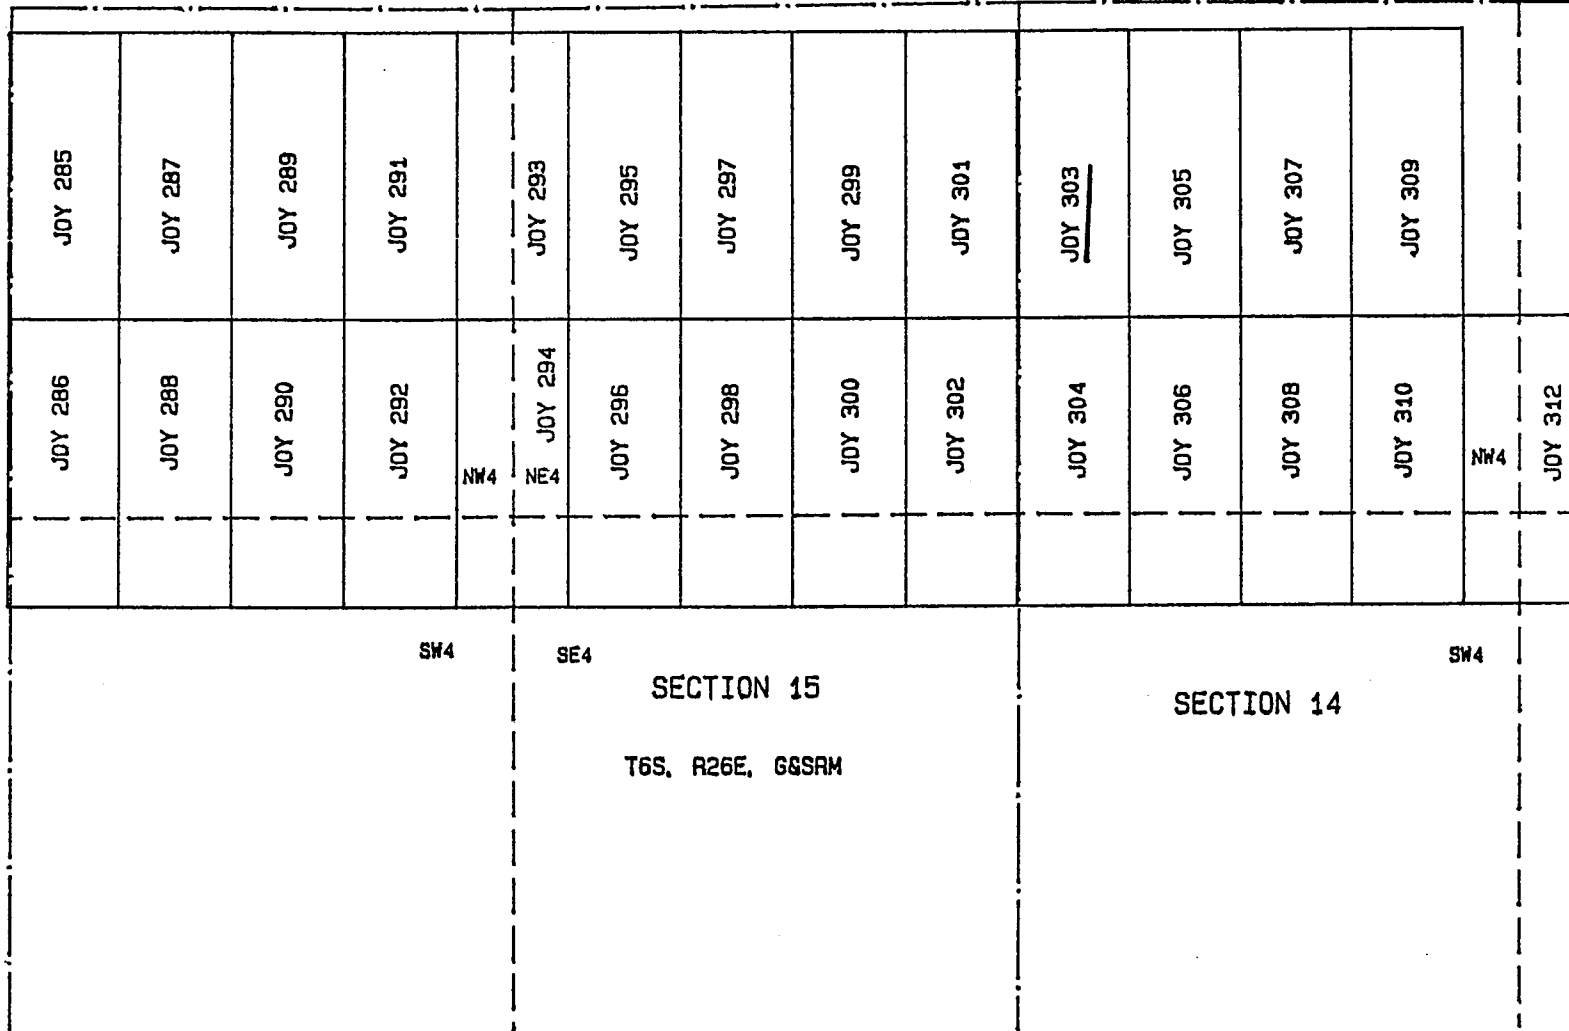 JOY 285
JOY 287
JOY 289
JOY 291
JOY 293
JOY 295
JOY 297
JOY 299
JOY 301
JOY 303
JOY 305
JOY 307
JOY 309
JOY 286
JOY 288
JOY 290
JOY 292
NW4
JOY 294
NE4
JOY 296
JOY 298
JOY 300
JOY 302
JOY 304
JOY 306
JOY 308
JOY 310
NW4
JOY 312
SW4
SE4
SW4
SECTION 15
SECTION 14
T6S, R26E, G&SRM